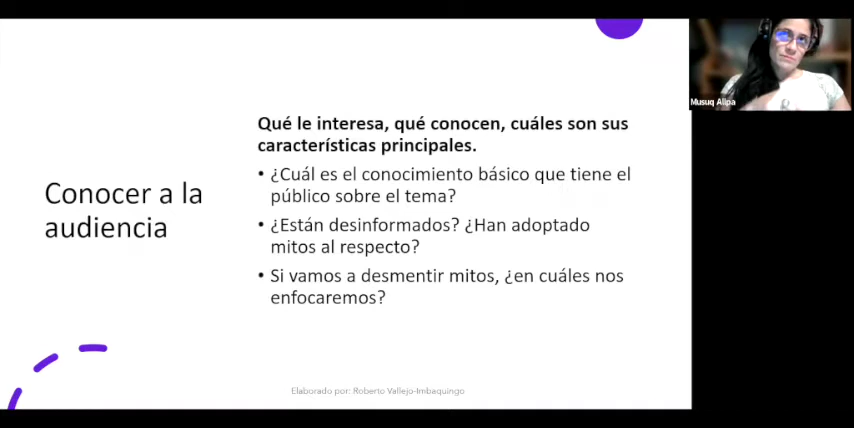 Conocer a la
audiencia
Qué le interesa, qué conocen, cuáles son sus
características principales.
• ¿Cuál es el conocimiento básico que tiene el
público sobre el tema?
• ¿Están desinformados? ¿Han adoptado
mitos al respecto?
• Si vamos a desmentir mitos, ¿en cuáles nos
enfocaremos?
Elaborado por: Roberto Vallejo-Imbaquingo
Musuq Allpa